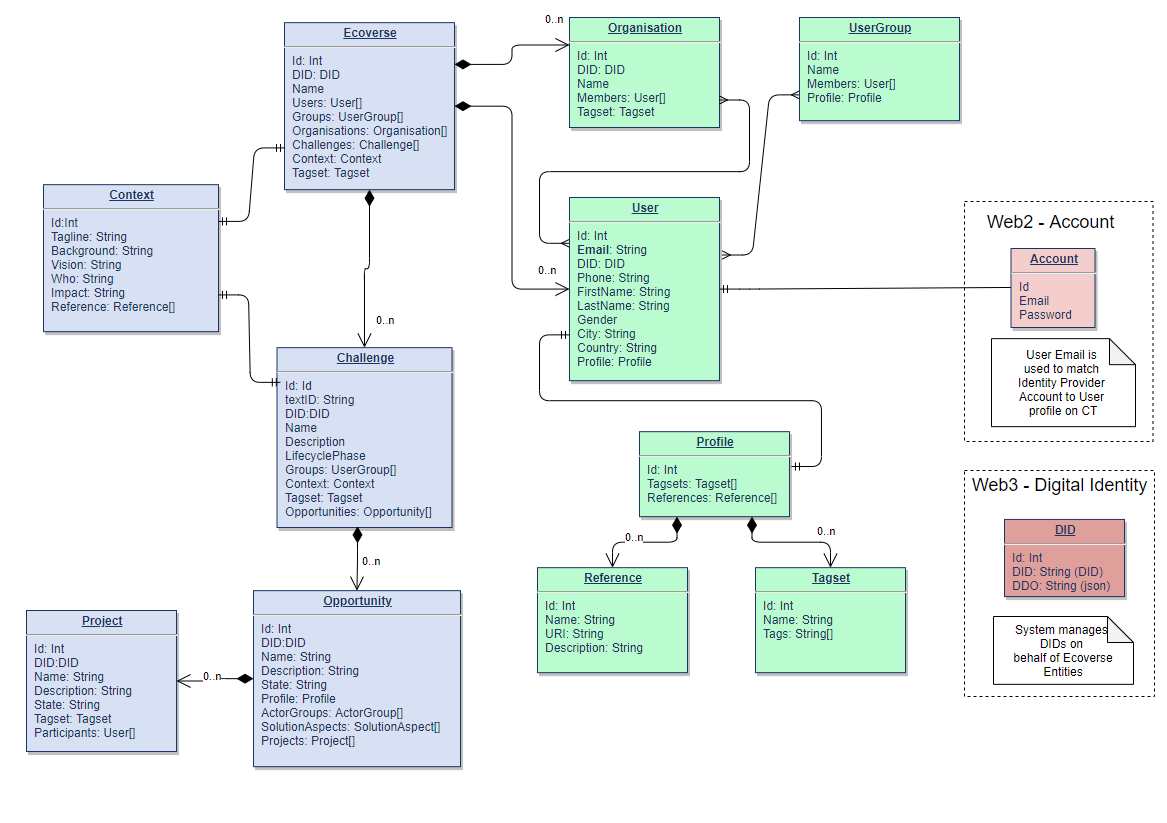 Ecoverse
Id: Int
DID: DID
Name
Users: User[]
Groups: UserGroup[]
Organisations: Organisation[]
Challenges: Challenge[]
Context: Context
Tagset: Tagset
0..n
Organisation
Id: Int
DID: DID
Name
Members: User[]
Tagset: Tagset
UserGroup
Id: Int
Name
Members: User[]
Profile: Profile
Context
Id:Int
Tagline: String
Background: String
Vision: String
Who: String
Impact: String
Reference: Reference[]
0..n
User
Id: Int
Email: String
DID: DID
Phone: String
FirstName: String
LastName: String
Gender
City: String
Country: String
Profile: Profile
Web2 - Account
Account
Id
Email
Password
User Email is
used to match
Identity Provider
Account to User
profile on CT
0..n
Challenge
Id: Id
textID: String
DID:DID
Name
Description
LifecyclePhase
Groups: UserGroup[]
Context: Context
Tagset: Tagset
Opportunities: Opportunity[]
Profile
Id: Int
Tagsets: Tagset[]
References: Reference[]
Web3 - Digital Identity
DID
Id: Int
DID: String (DID)
DDO: String (json)
System manages
DIDs on
behalf of Ecoverse
Entities
0..n
0..n
0..n
Reference
Id: Int
Name: String
URI: String
Description: String
Tagset
Id: Int
Name: String
Tags: String[]
Opportunity
Id: Int
DID:DID
Name: String
Description: String
State: String
Profile: Profile
ActorGroups: ActorGroup[]
SolutionAspects: SolutionAspect[]
Projects: Project[]
0..n
Project
Id: Int
DID:DID
Name: String
Description: String
State: String
Tagset: Tagset
Participants: User[]